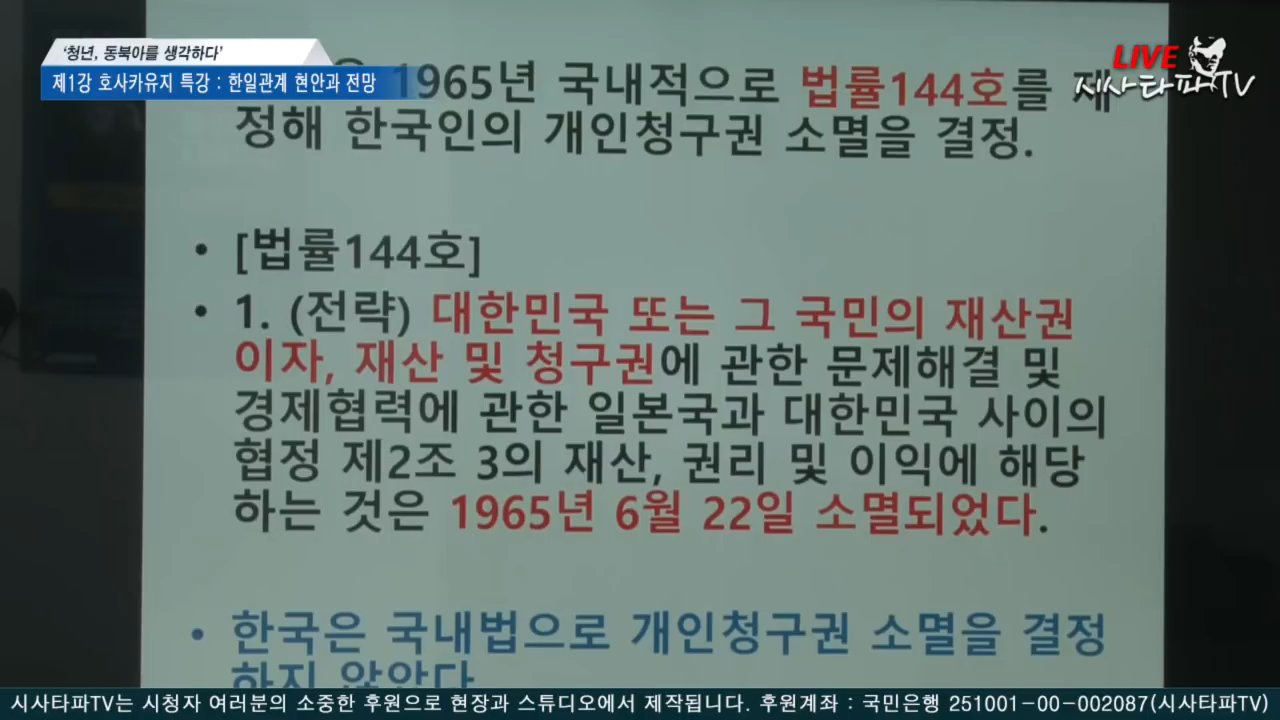 ‘청년, 동북아를 생각하다’
제1강 호사카유지 특강 : 한일관계 현안과 전망
LIVE
시사타파TV
1965년 국내적으로 법률144호를 제
정해 한국인의 개인청구권 소멸을 결정.
• [법률144호]
• 1. (전략) 대한민국 또는 그 국민의 재산권
이자, 재산 및 청구권에 관한 문제해결 및
경제협력에 관한 일본국과 대한민국 사이의
협정 제2조 3의 재산, 권리 및 이익에 해당
하는 것은 1965년 6월 22일 소멸되었다.
• 한국은 국내법으로 개인청구권 소멸을 결정
하지 않았다
시사타파TV는 시청자 여러분의 소중한 후원으로 현장과 스튜디오에서 제작됩니다. 후원계좌 : 국민은행 251001-00-002087(시사타파TV)